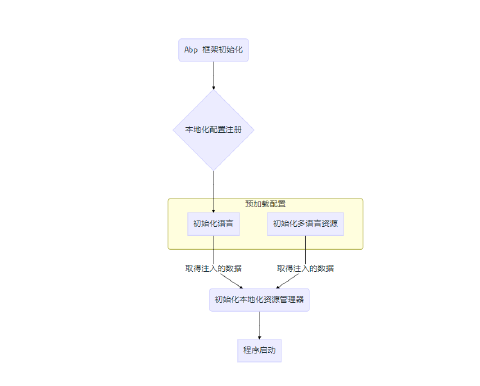 Abp 框架初始化
本地化配置注册
预加载配置
初始化语言
初始化多语言资源
取得注入的数据
取得注入的数据
初始化本地化资源管理器
程序启动